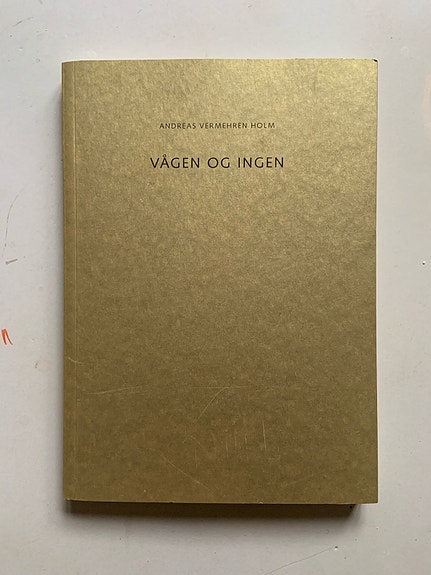 ANDREAS VERMEHREN HOLM
VÅGEN OG INGEN